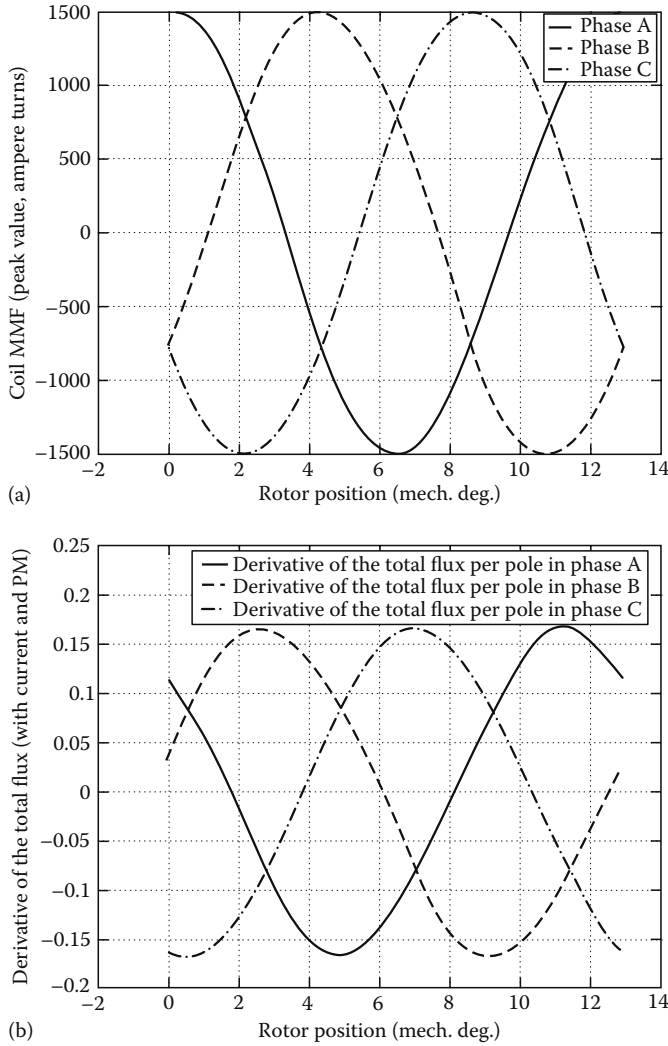 1500
1000
500
0
−500
−1000
−1500
Coil MMF (peak value, ampere turns)
Phase A
Phase B
Phase C
−2 0 2 4 6 8 10 12 14
(a) Rotor position (mech. deg.)
0.25
0.2
0.15
0.1
0.05
0
−0.05
−0.1
−0.15
−0.2
Derivative of the total flux (with current and PM)
Derivative of the total flux per pole in phase A
Derivative of the total flux per pole in phase B
Derivative of the total flux per pole in phase C
−2 0 2 4 6 8 10 12 14
(b) Rotor position (mech. deg.)